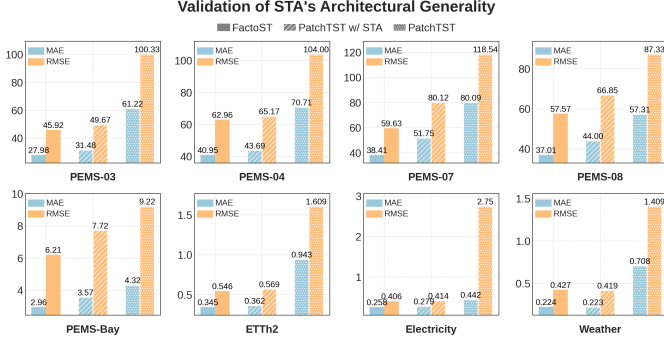 Validation of STA's Architectural Generality
FactoST PatchTST w/ STA PatchTST
MAE
RMSE
100
80
60
40
27.98 45.92 31.48 49.67 61.22 100.33
PEMS-03
MAE
RMSE
100
80
60
40
40.95 62.96 43.69 65.17 70.71 104.00
PEMS-04
MAE
RMSE
120
100
80
60
40
38.41 59.63 51.75 80.12 80.09 118.54
PEMS-07
MAE
RMSE
80
60
40
37.01 57.57 44.00 66.85 57.31 87.33
PEMS-08
MAE
RMSE
10
8
6
4
2.96 6.21 3.57 7.72 4.32 9.22
PEMS-Bay
MAE
RMSE
1.5
1.0
0.5
0.345 0.546 0.362 0.569 0.943 1.609
ETTh2
MAE
RMSE
3
2
1
0.258 0.406 0.279 0.414 0.442 2.75
Electricity
MAE
RMSE
1.5
1.0
0.5
0.224 0.427 0.223 0.419 0.708 1.409
Weather